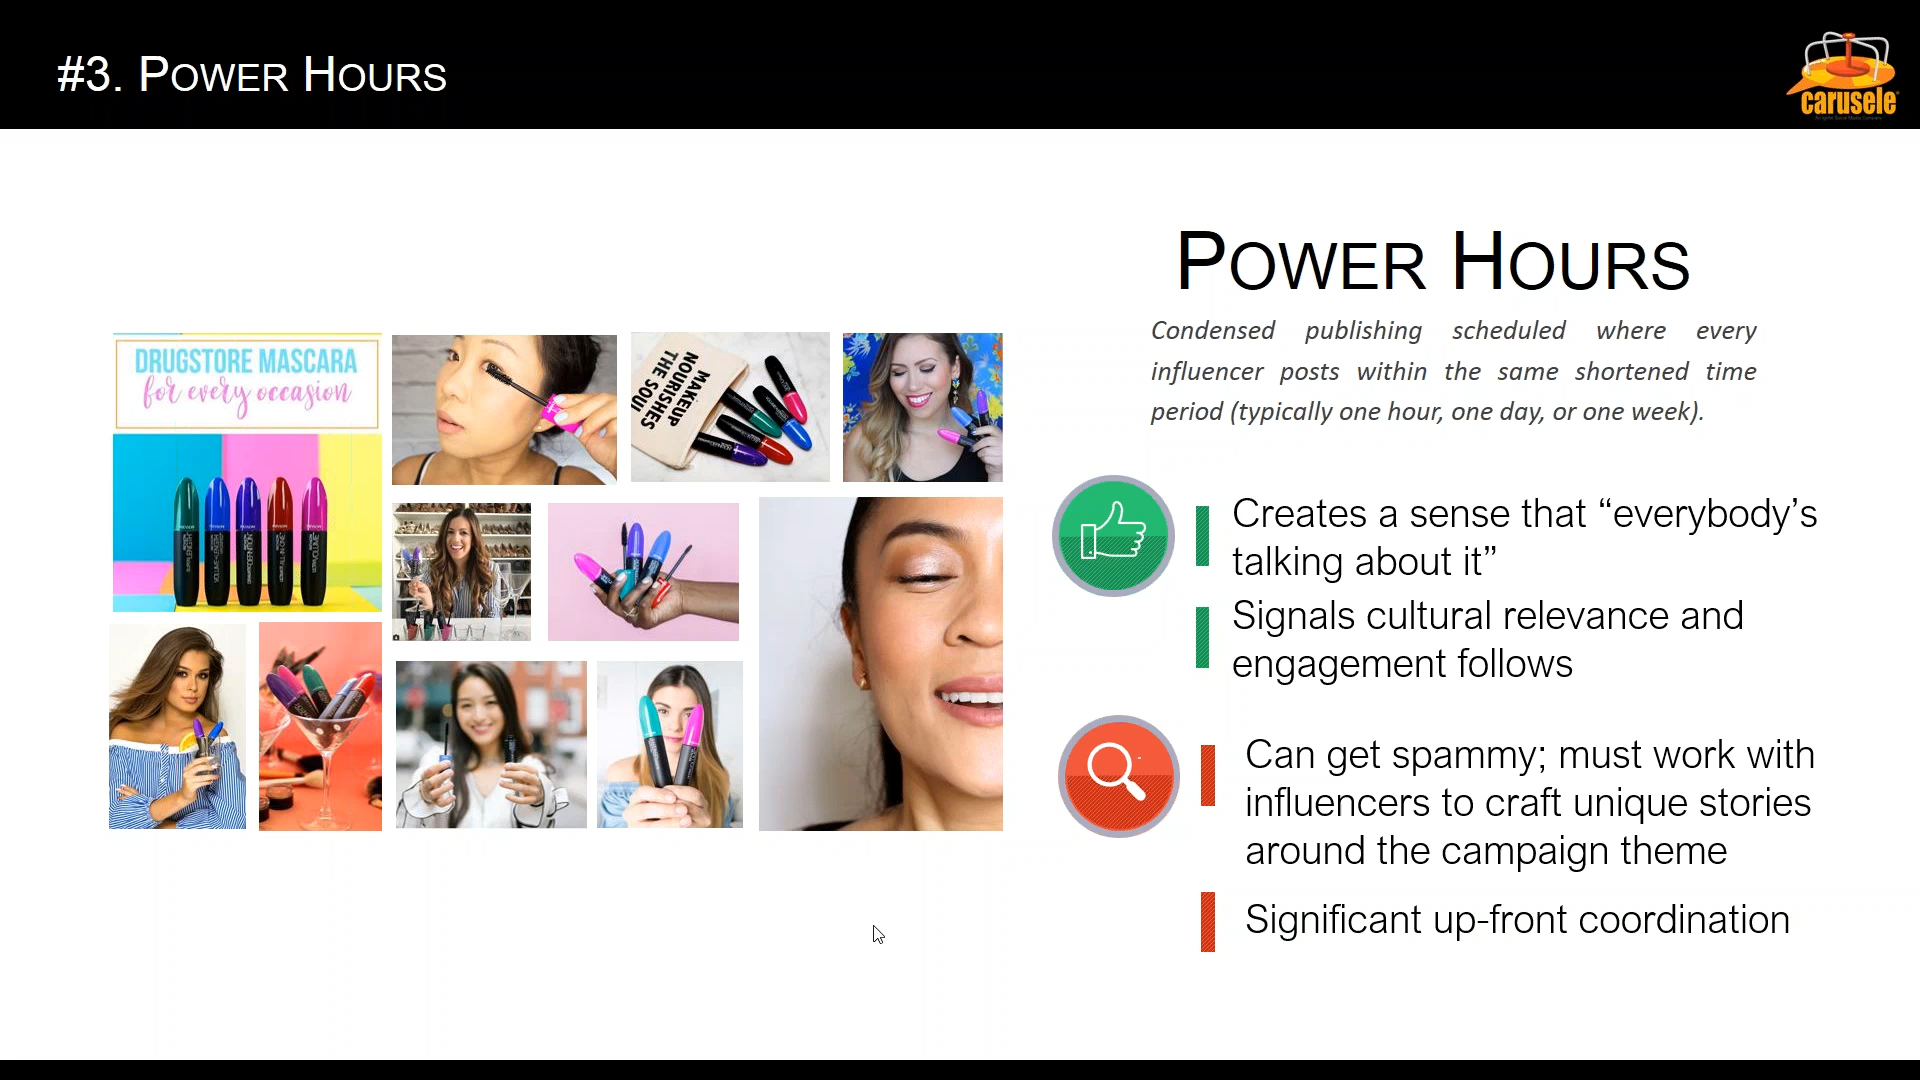 #3. POWER HOURS
carusele
DRUGSTORE MASCARA
for every occasion
MAKEUP
NOURISHES
THE SOUL
POWER HOURS
Condensed publishing scheduled where every
influencer posts within the same shortened time
period (typically one hour, one day, or one week).
Creates a sense that “everybody’s
talking about it”
Signals cultural relevance and
engagement follows
Can get spammy; must work with
influencers to craft unique stories
around the campaign theme
Significant up-front coordination